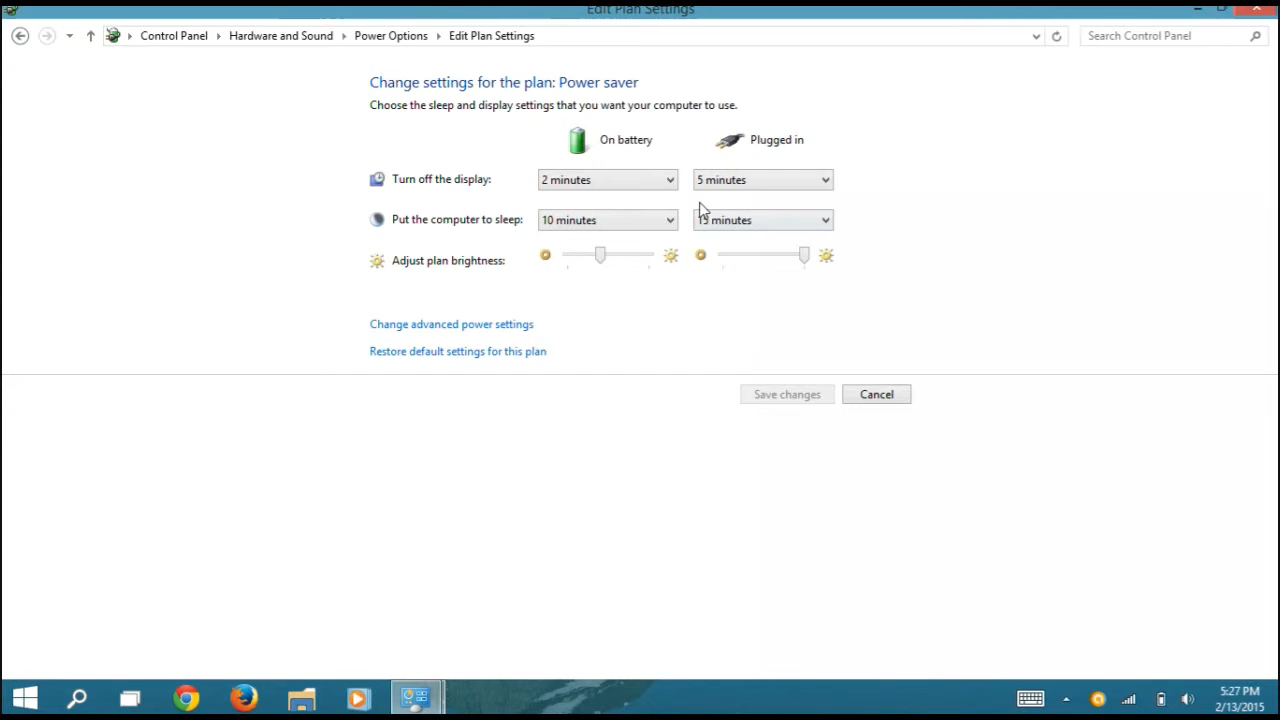 Edit Plan Settings
Control Panel Hardware and Sound Power Options Edit Plan Settings Search Control Panel
Change settings for the plan: Power saver
Choose the sleep and display settings that you want your computer to use.
On battery Plugged in
Turn off the display: 2 minutes 5 minutes
Put the computer to sleep: 10 minutes 15 minutes
Adjust plan brightness:
Change advanced power settings
Restore default settings for this plan
Save changes Cancel
5:27 PM
2/13/2015